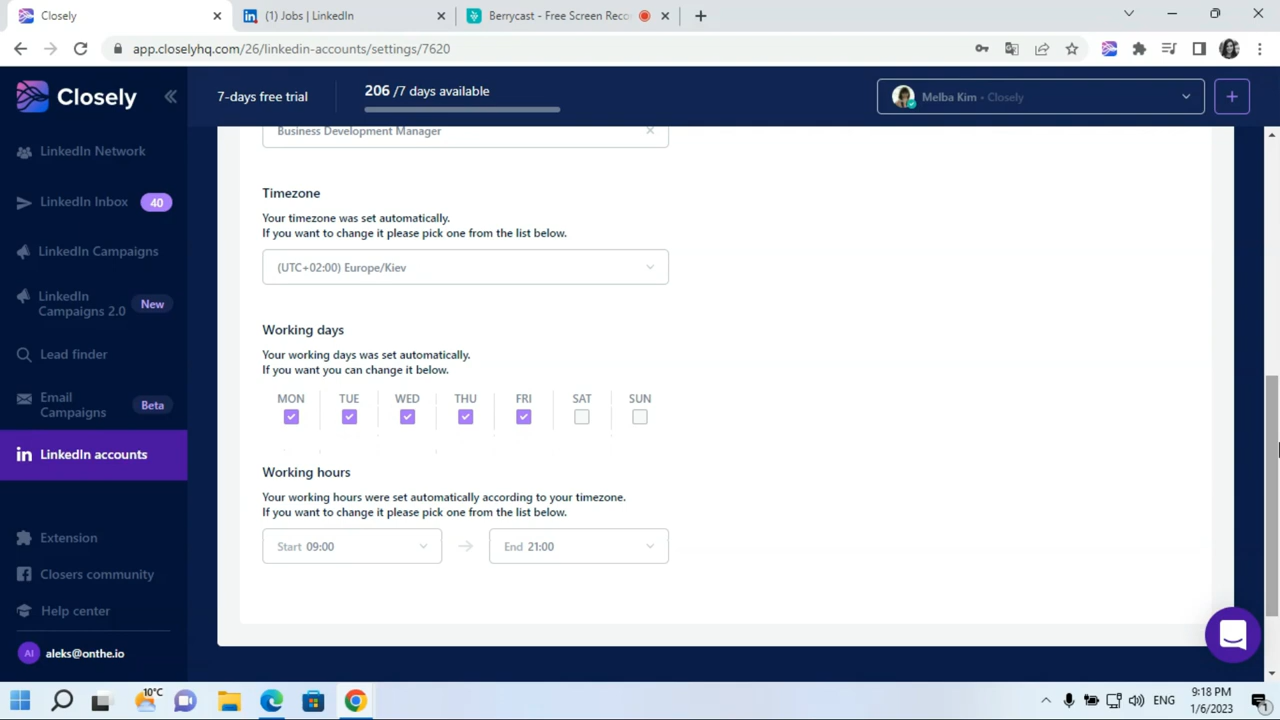 Closely
(1) Jobs | LinkedIn
Berrycast - Free Screen Reco
app.closelyhq.com/26/linkedin-accounts/settings/7620
Closely
7-days free trial
206 /7 days available
Melba Kim • Closely
LinkedIn Network
LinkedIn Inbox
40
LinkedIn Campaigns
LinkedIn
Campaigns 2.0
New
Lead finder
Email
Campaigns
Beta
in LinkedIn accounts
Extension
Closers community
Help center
AI aleks@onthe.io
Business Development Manager
Timezone
Your timezone was set automatically.
If you want to change it please pick one from the list below.
(UTC+02:00) Europe/Kiev
Working days
Your working days was set automatically.
If you want you can change it below.
MON TUE WED THU FRI SAT SUN
Working hours
Your working hours were set automatically according to your timezone.
If you want to change it please pick one from the list below.
Start 09:00
End 21:00
10°C
ENG
9:18 PM
1/6/2023
1